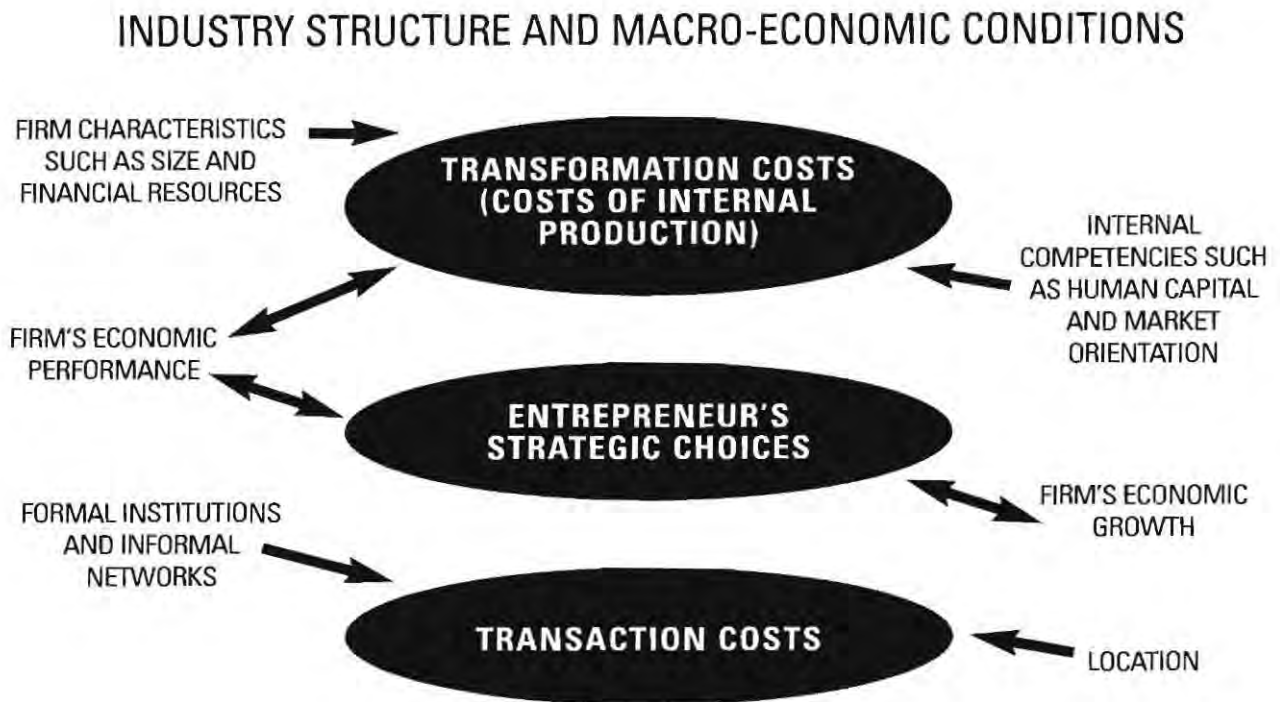 INDUSTRY STRUCTURE AND MACRO-ECONOMIC CONDITIONS
FIRM CHARACTERISTICS
SUCH AS SIZE AND
FINANCIAL RESOURCES
TRANSFORMATION COSTS
(COSTS OF INTERNAL
PRODUCTION)
INTERNAL
COMPETENCIES SUCH
AS HUMAN CAPITAL
AND MARKET
ORIENTATION
FIRM'S ECONOMIC
PERFORMANCE
ENTREPRENEUR'S
STRATEGIC CHOICES
FIRM'S ECONOMIC
GROWTH
FORMAL INSTITUTIONS
AND INFORMAL
NETWORKS
TRANSACTION COSTS
LOCATION